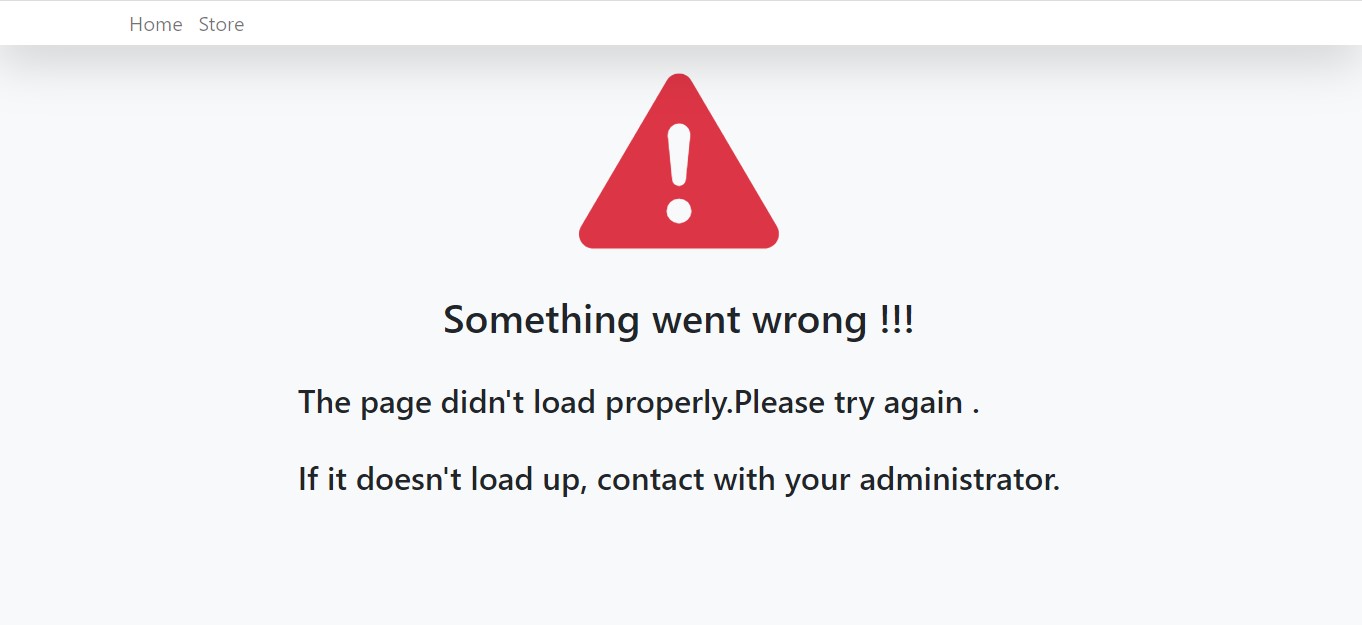 Home Store
Something went wrong !!!
The page didn't load properly.Please try again .
If it doesn't load up, contact with your administrator.